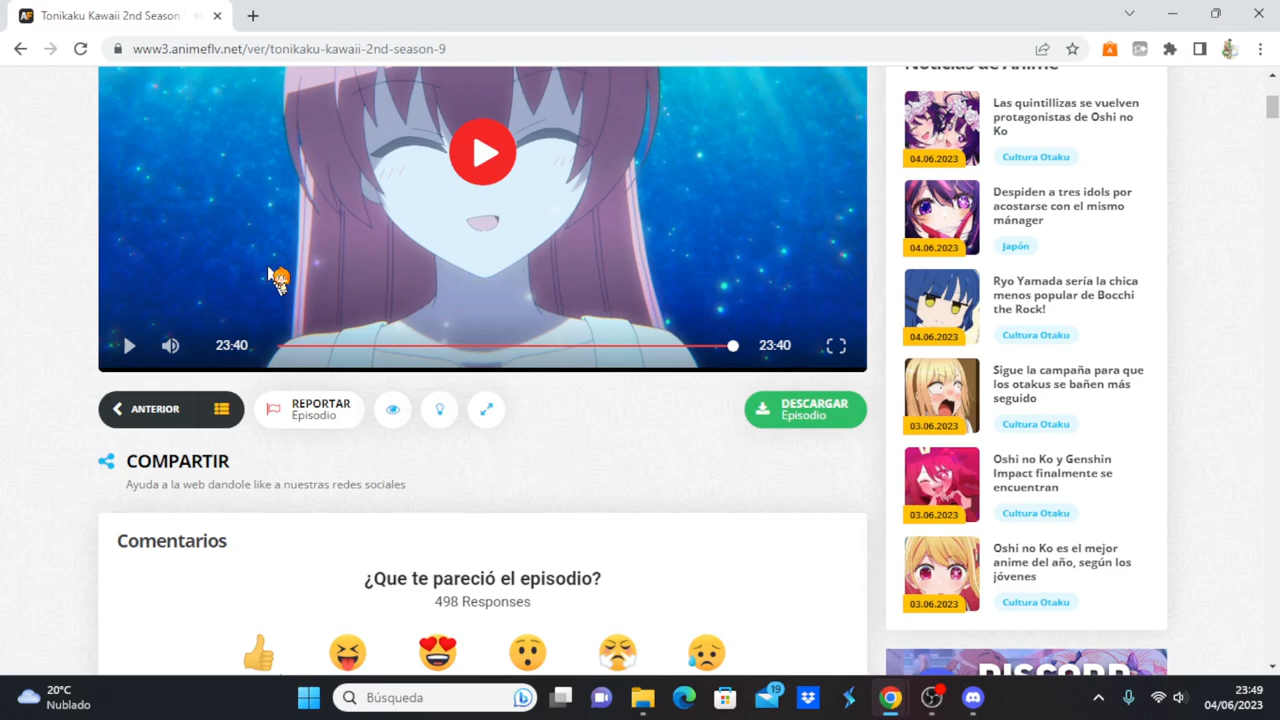 Tonikaku Kawaii 2nd Season
www3.animeflv.net/ver/tonikaku-kawaii-2nd-season-9
23:40
23:40
ANTERIOR
REPORTAR
Episodio
DESCARGAR
Episodio
COMPARTIR
Ayuda a la web dandole like a nuestras redes sociales
Comentarios
¿Que te pareció el episodio?
498 Responses
Noticias de Anime
Las quintillizas se vuelven
protagonistas de Oshi no
Ko
04.06.2023
Cultura Otaku
Despiden a tres idols por
acostarse con el mismo
mánager
04.06.2023
Japón
Ryo Yamada sería la chica
menos popular de Bocchi
the Rock!
04.06.2023
Cultura Otaku
Sigue la campaña para que
los otakus se bañen más
seguido
03.06.2023
Cultura Otaku
Oshi no Ko y Genshin
Impact finalmente se
encuentran
03.06.2023
Cultura Otaku
Oshi no Ko es el mejor
anime del año, según los
jóvenes
03.06.2023
Cultura Otaku
DISCORD
20°C
Nublado
Búsqueda
19
23:49
04/06/2023